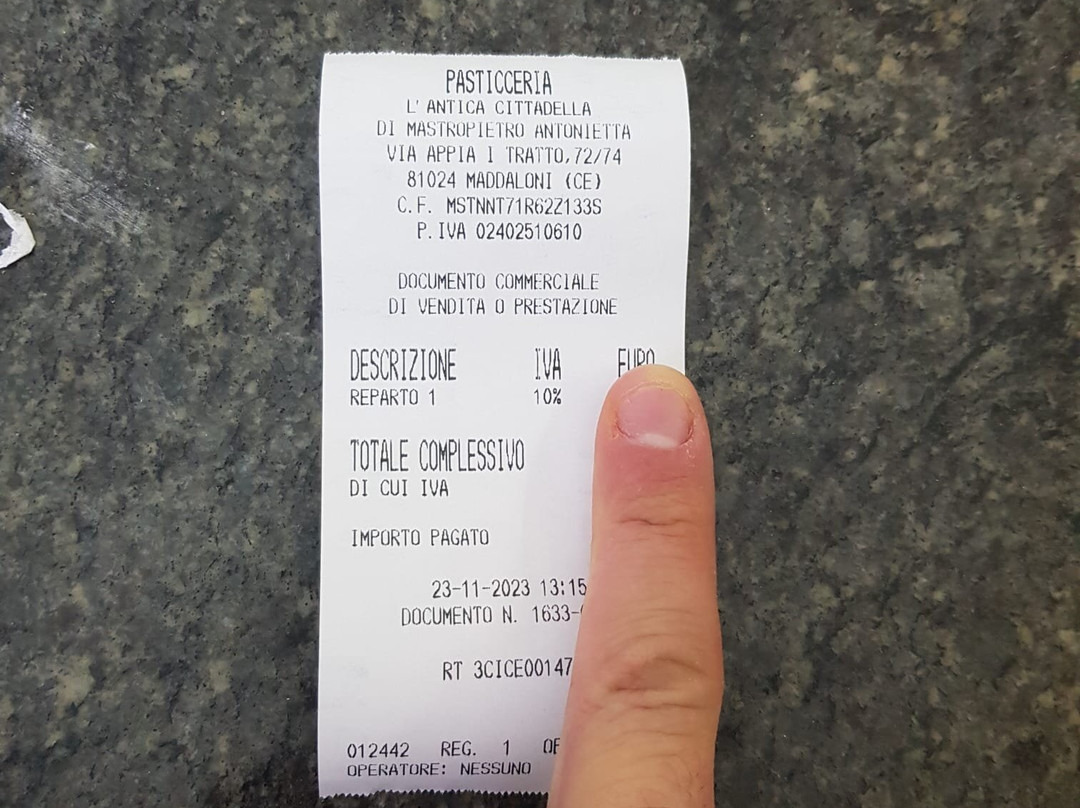 PASTICCERIA
L'ANTICA CITTADELLA
DI MASTROPIETRO ANTONIETTA
VIA APPIA I TRATTO,72/74
81024 MADDALONI (CE)
C.F. MSTNNT71R62Z133S
P.IVA 02402510610
DOCUMENTO COMMERCIALE
DI VENDITA O PRESTAZIONE
DESCRIZIONE IVA EURO
REPARTO 1 10%
TOTALE COMPLESSIVO
DI CUI IVA
IMPORTO PAGATO
23-11-2023 13:15
DOCUMENTO N. 1633-
RT 3CICE00147
012442 REG. 1
OPERATORE: NESSUNO